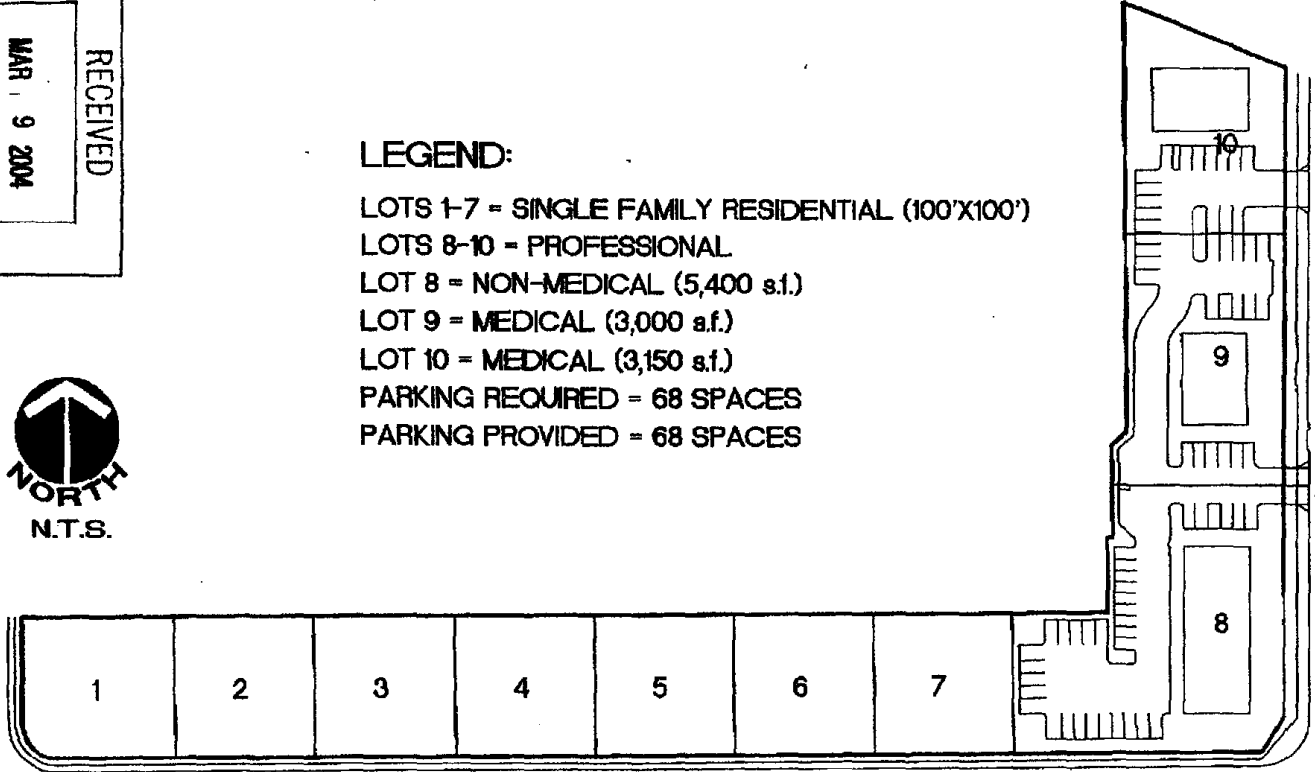 RECEIVED
MAR 9 2004
LEGEND:
LOTS 1-7 = SINGLE FAMILY RESIDENTIAL (100'X100')
LOTS 8-10 = PROFESSIONAL
LOT 8 = NON-MEDICAL (5,400 s.f.)
LOT 9 = MEDICAL (3,000 s.f.)
LOT 10 = MEDICAL (3,150 s.f.)
PARKING REQUIRED = 68 SPACES
PARKING PROVIDED = 68 SPACES
NORTH
N.T.S.
10
9
8
1 2 3 4 5 6 7